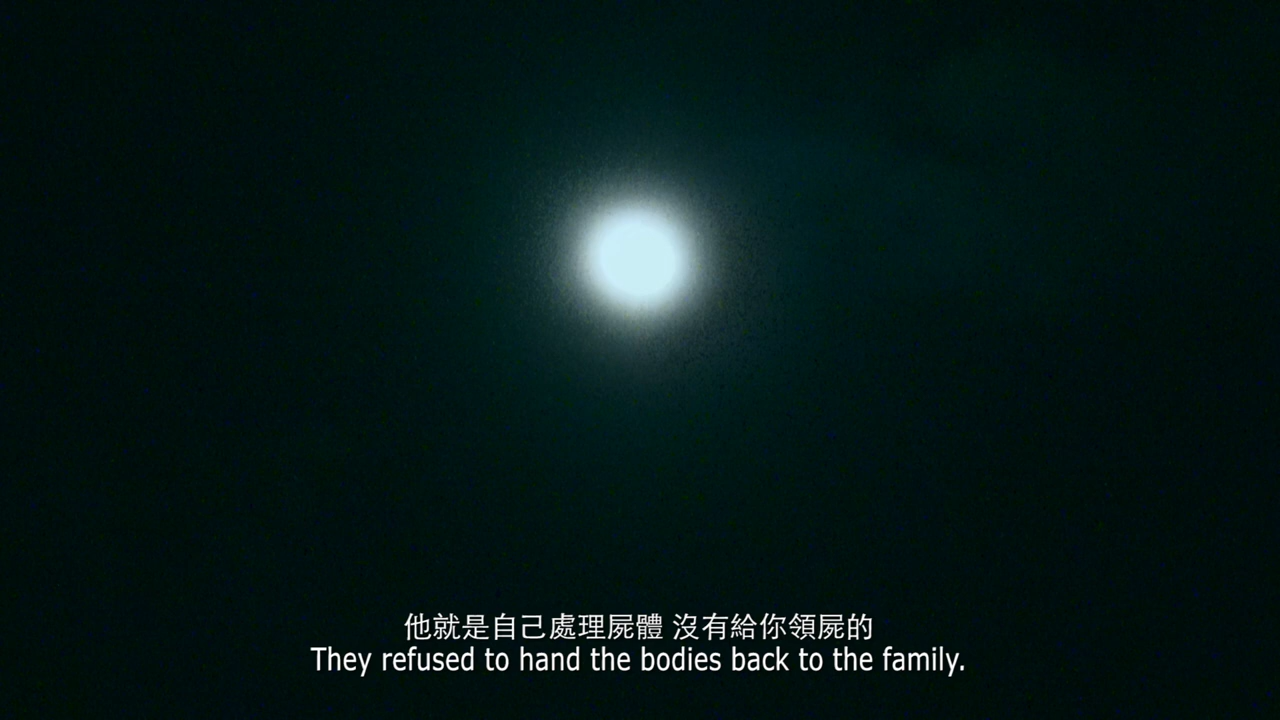 他就是自己處理屍體 沒有給你領屍的
They refused to hand the bodies back to the family.